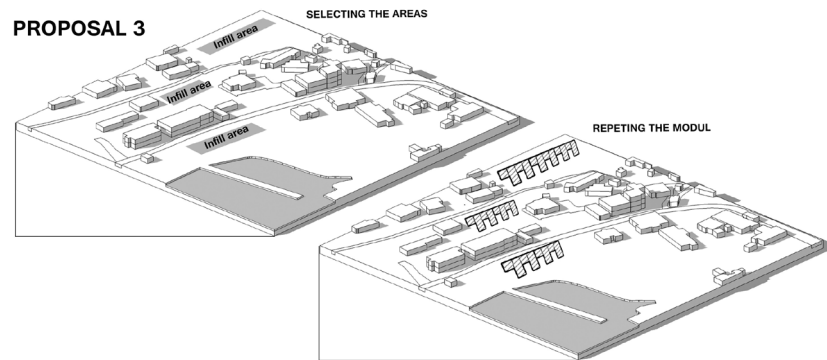 SELECTING THE AREAS
PROPOSAL 3
Infill area
Infill area
Infill area
REPETING THE MODUL